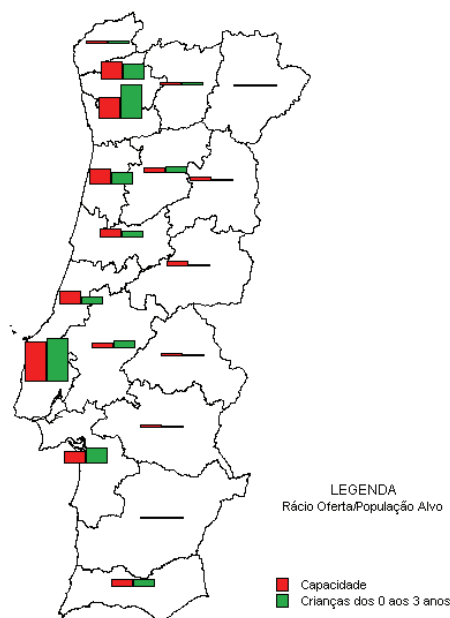 LEGENDA
Rácio Oferta/População Alvo
Capacidade
Crianças dos 0 aos 3 anos